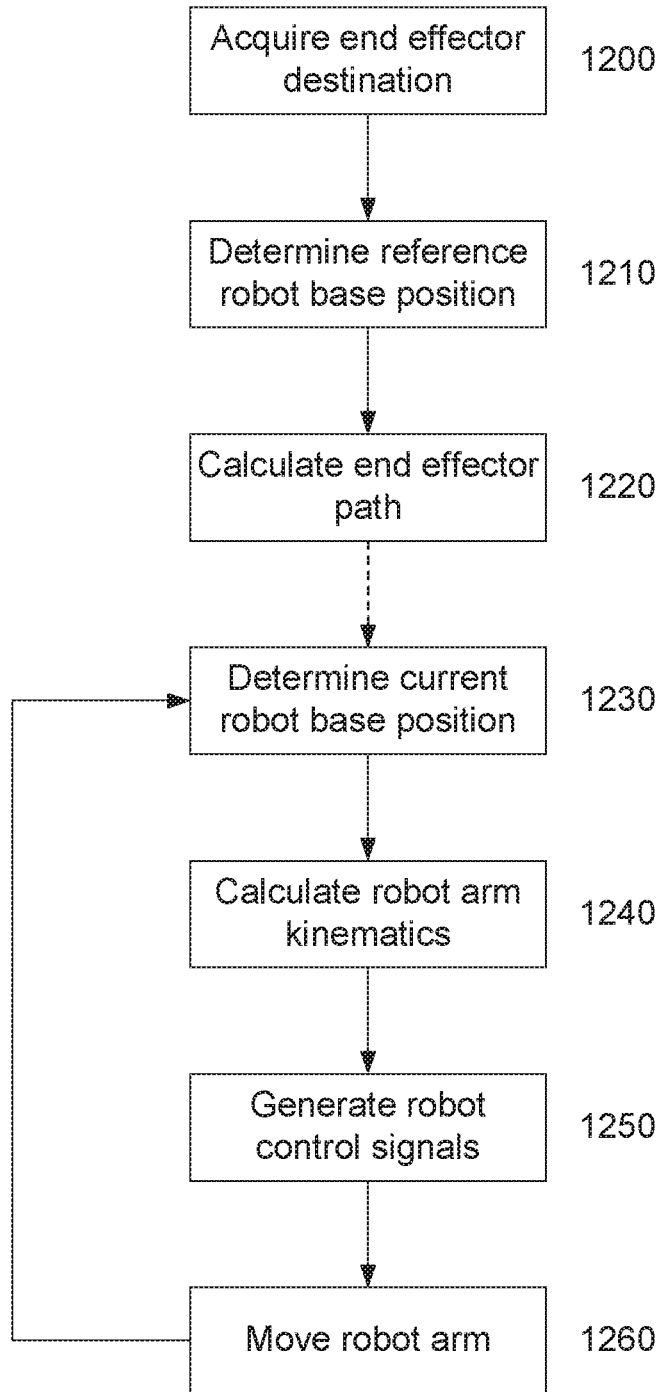 Acquire end effector
destination
1200
Determine reference
robot base position
1210
Calculate end effector
path
1220
Determine current
robot base position
1230
Calculate robot arm
kinematics
1240
Generate robot
control signals
1250
Move robot arm
1260